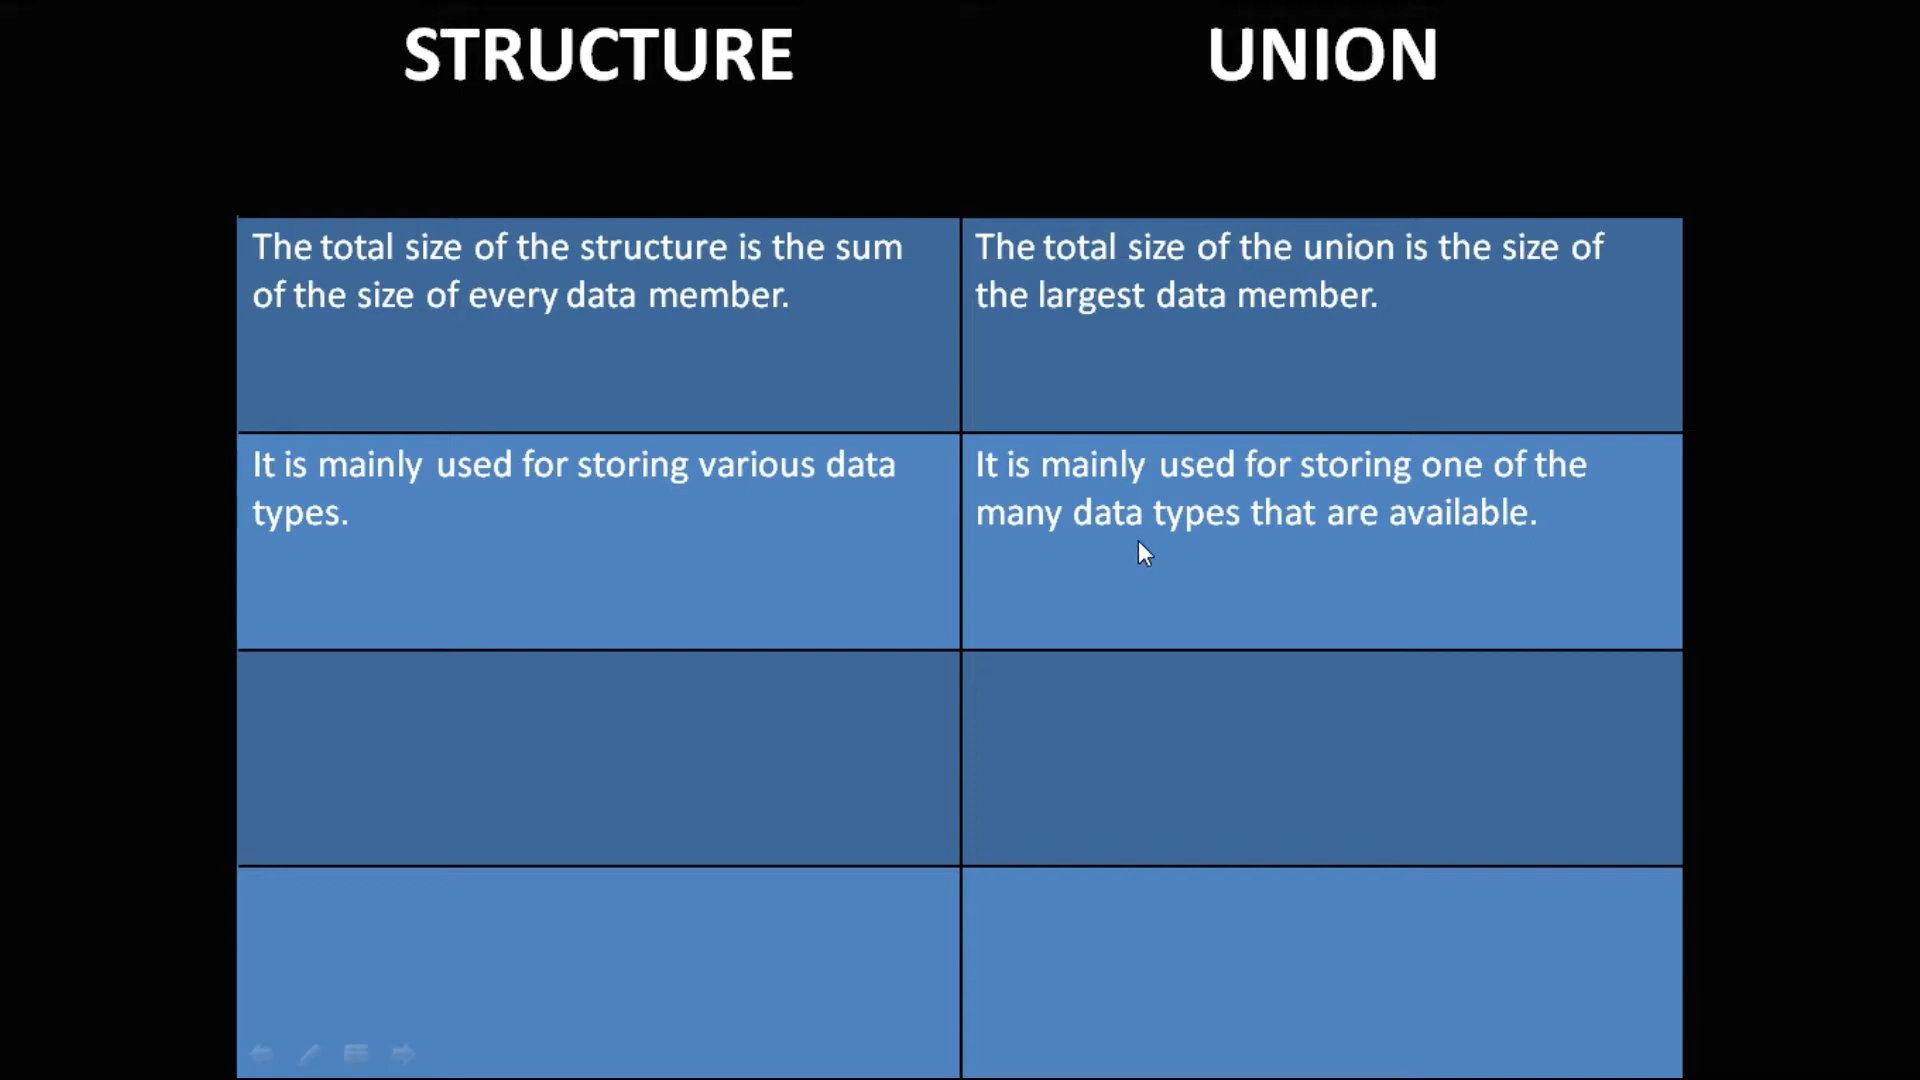 STRUCTURE
UNION
The total size of the structure is the sum
of the size of every data member.
The total size of the union is the size of
the largest data member.
It is mainly used for storing various data
types.
It is mainly used for storing one of the
many data types that are available.